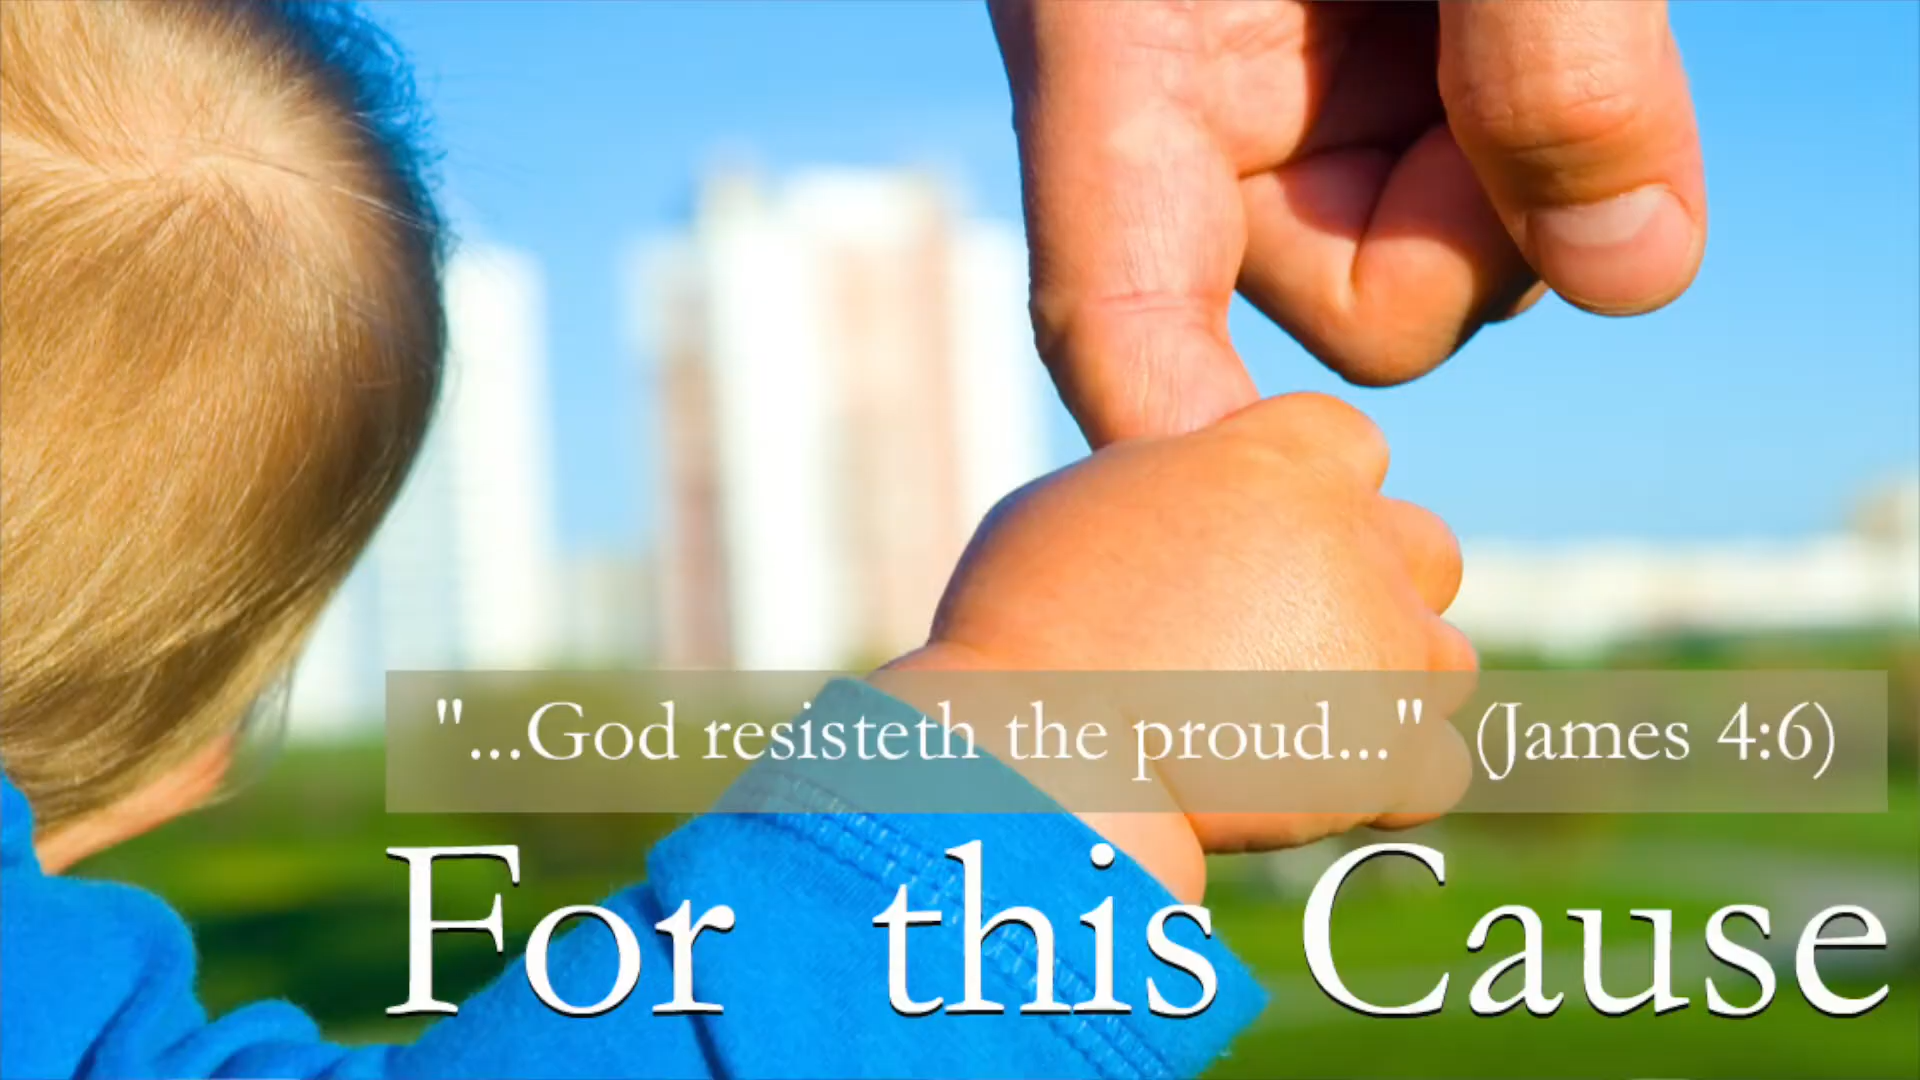 "...God resisteth the proud..." (James 4:6)
For this Cause